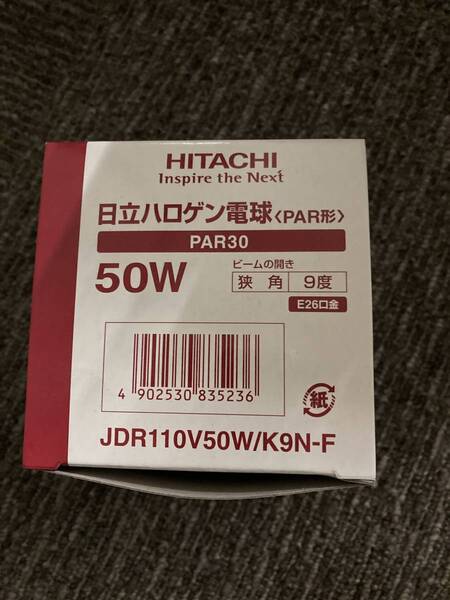 HITACHI
Inspire the Next
日立ハロゲン電球〈PAR形〉
PAR30
50W
ビームの開き
狭角 9度
E26口金
4 902530 835236
紙
JDR110V50W/K9N-F